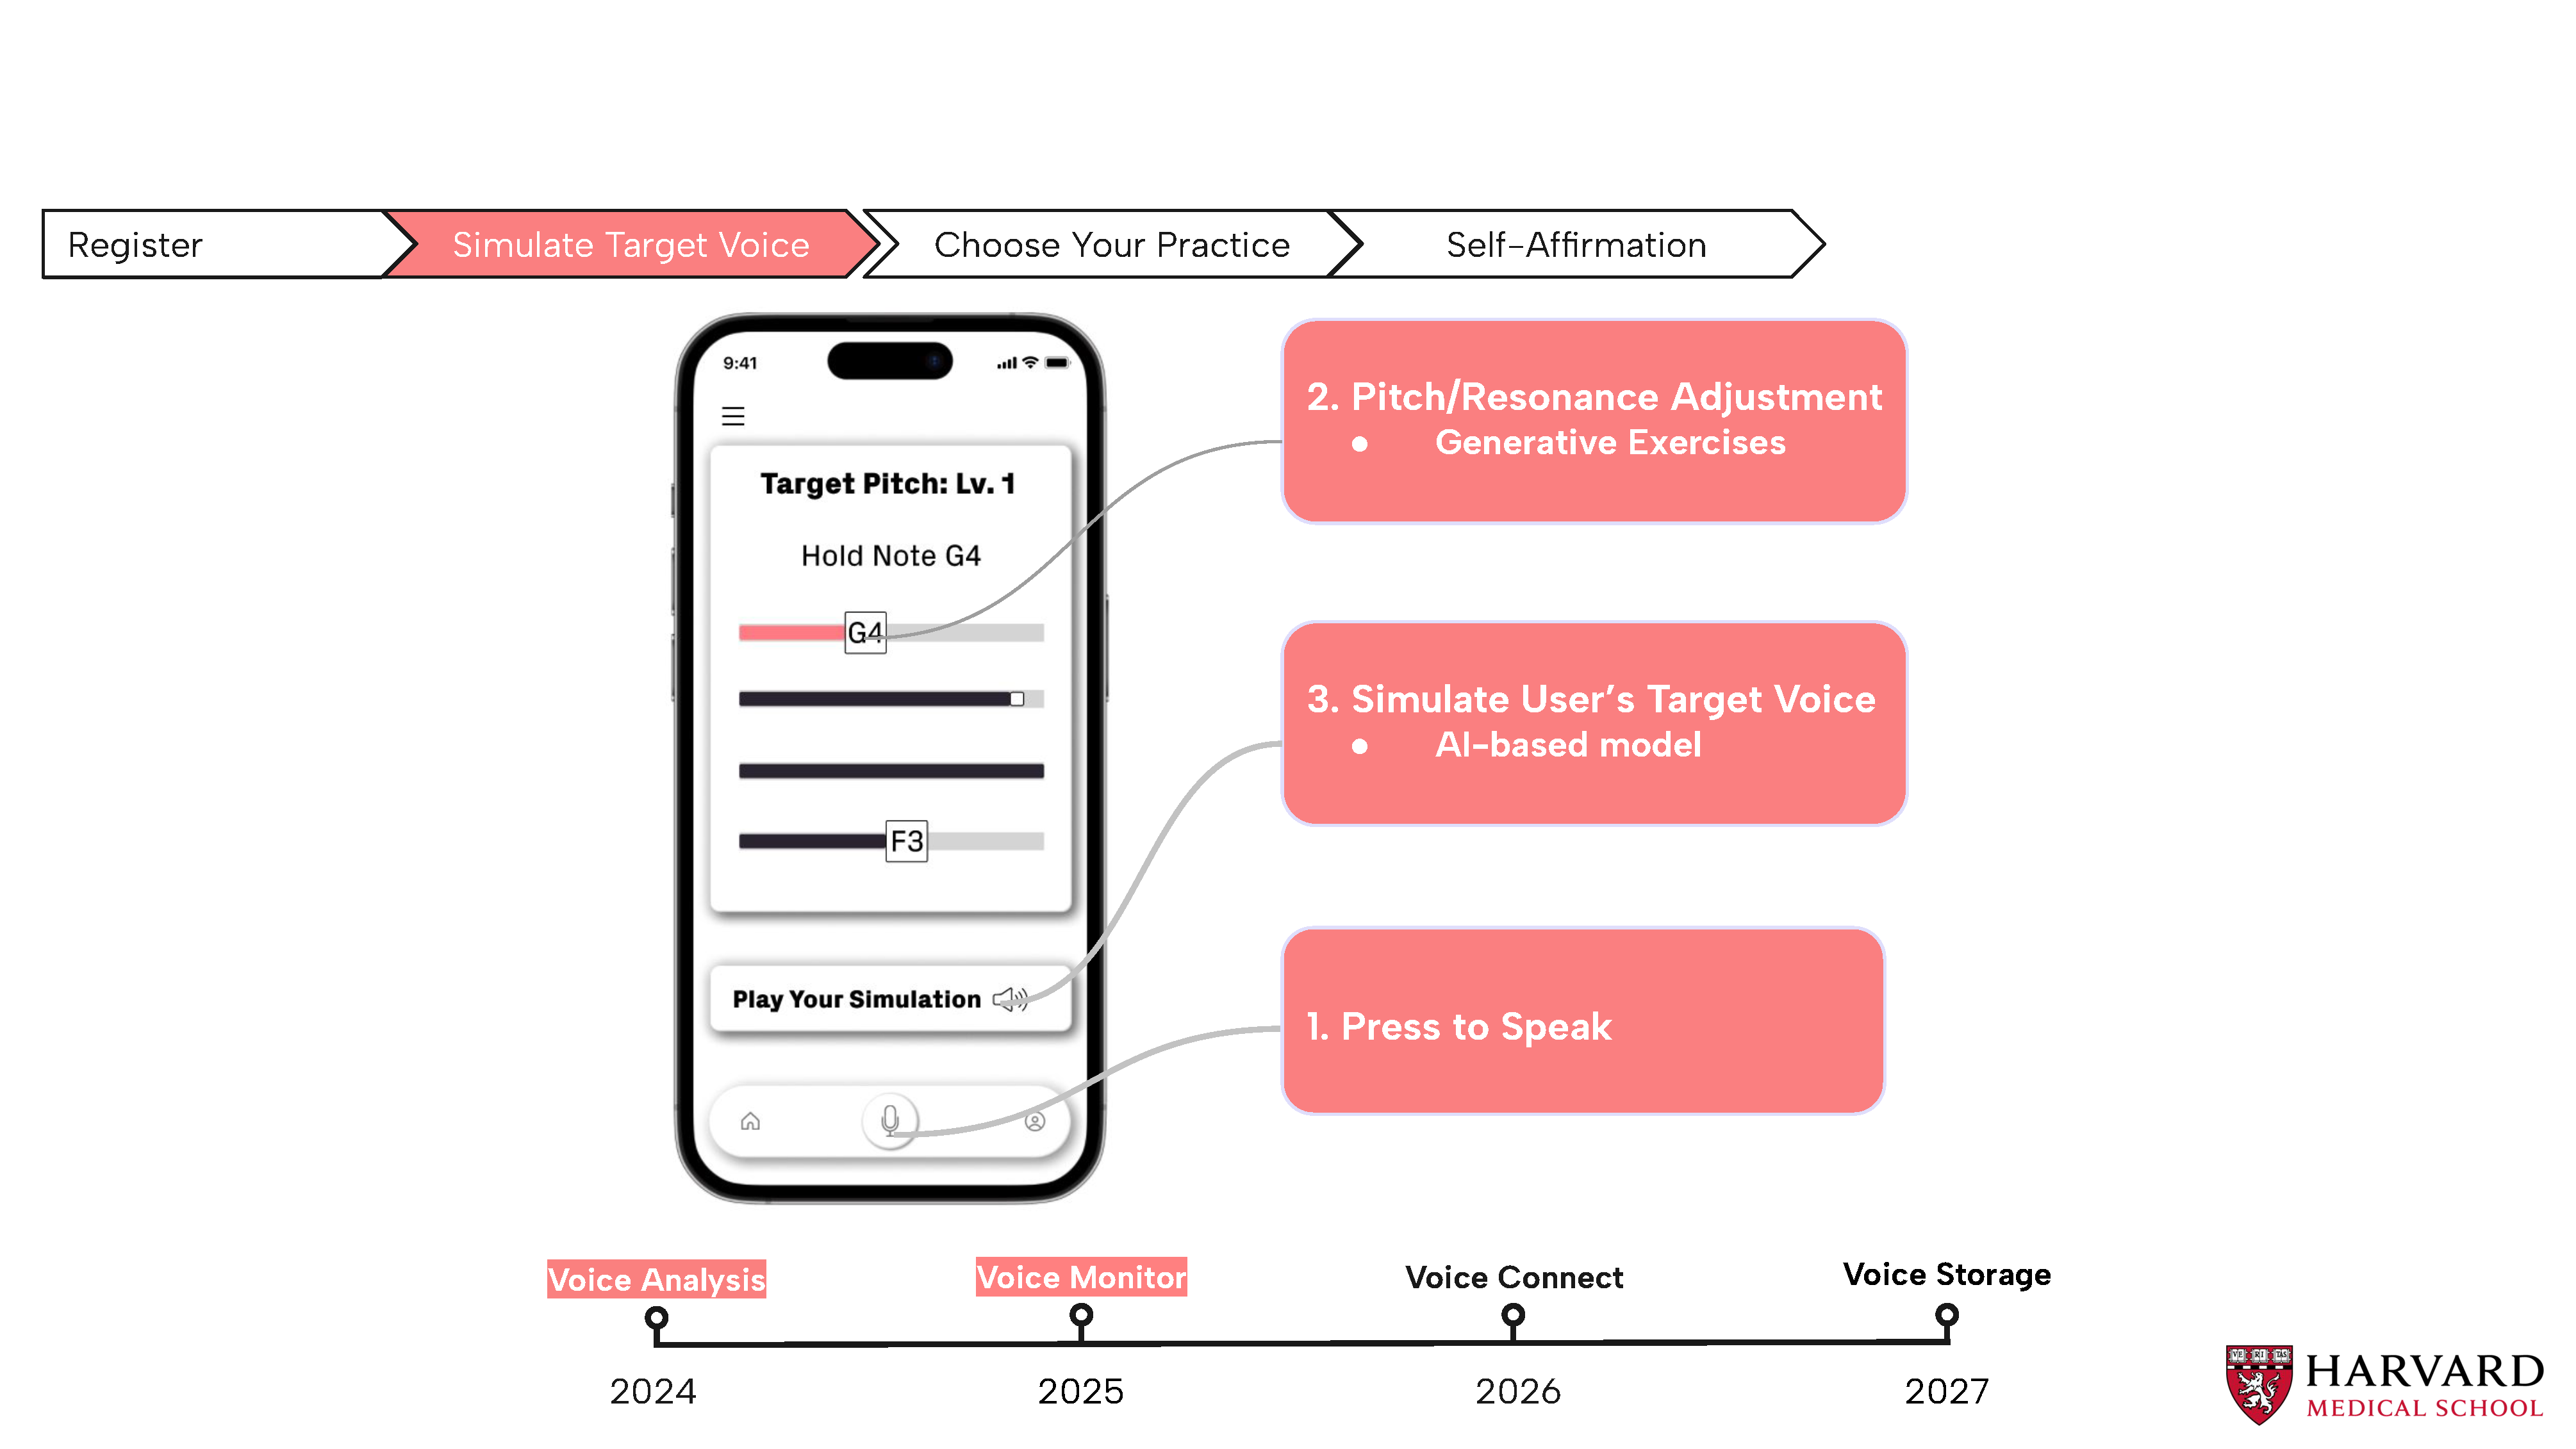 Register
Simulate Target Voice
Choose Your Practice
Self-Affirmation
9:41
Target Pitch: Lv. 1
Hold Note G4
G4
F3
Play Your Simulation
2. Pitch/Resonance Adjustment
● Generative Exercises
3. Simulate User’s Target Voice
● AI-based model
1. Press to Speak
Voice Analysis
Voice Monitor
Voice Connect
Voice Storage
2024
2025
2026
2027
VE RI TAS
HARVARD
MEDICAL SCHOOL